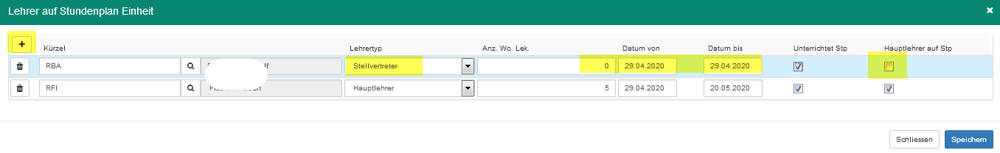 Lehrer auf Stundenplan Einheit ×
+ Kürzel Lehrertyp Anz. Wo. Lek. Datum von Datum bis Unterrichtet Stp Hauptlehrer auf Stp
RBA Stellvertreter 0 29.04.2020 29.04.2020
RFI Hauptlehrer 5 29.04.2020 20.05.2020
Schliessen Speichern